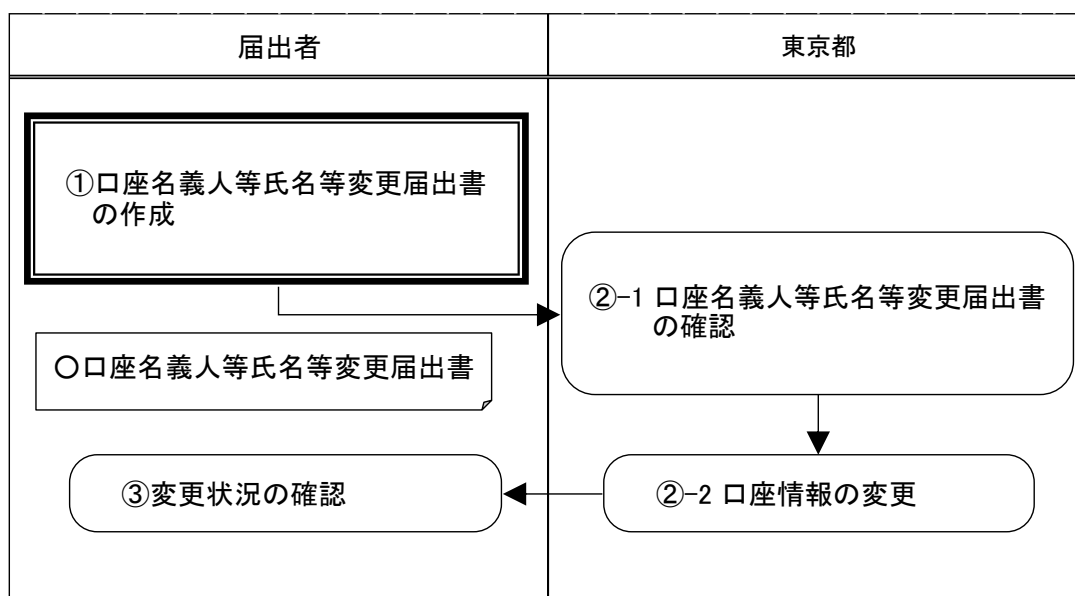 届出者
東京都
①口座名義人等氏名等変更届出書
の作成
②-1 口座名義人等氏名等変更届出書
の確認
○口座名義人等氏名等変更届出書
③変更状況の確認
②-2 口座情報の変更